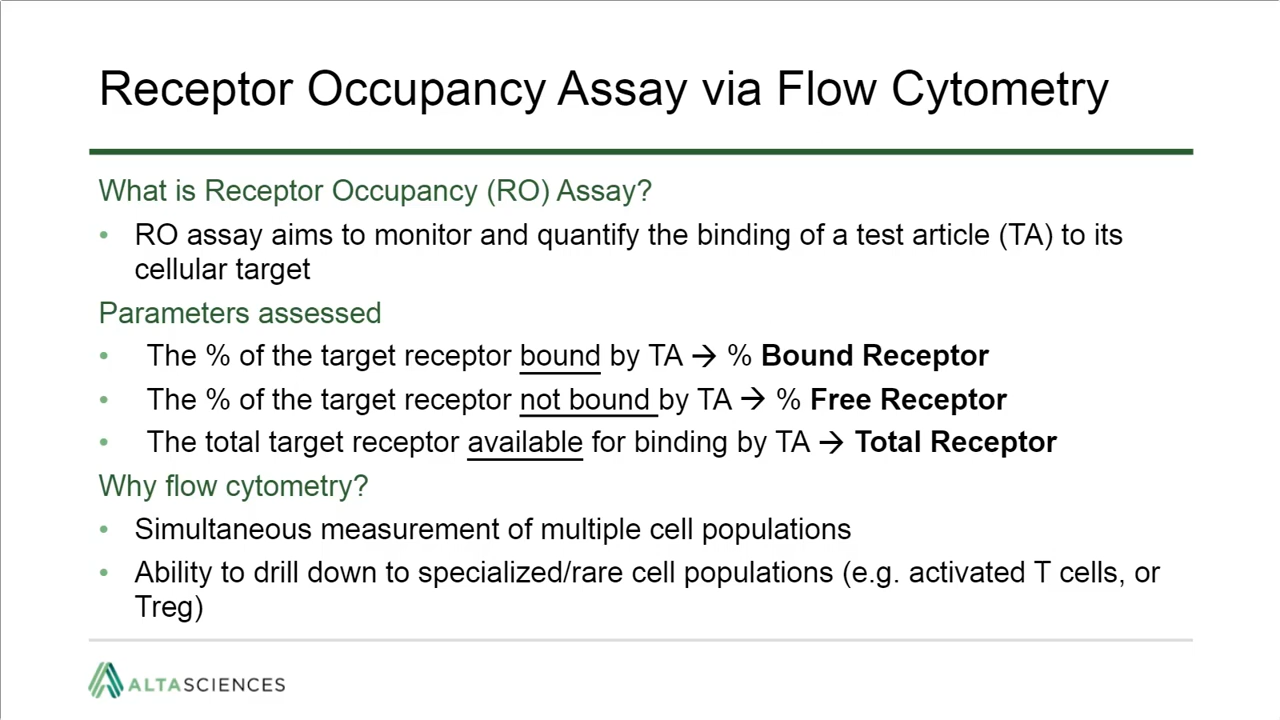 Receptor Occupancy Assay via Flow Cytometry
What is Receptor Occupancy (RO) Assay?
• RO assay aims to monitor and quantify the binding of a test article (TA) to its
cellular target
Parameters assessed
• The % of the target receptor bound by TA → % Bound Receptor
• The % of the target receptor not bound by TA → % Free Receptor
• The total target receptor available for binding by TA → Total Receptor
Why flow cytometry?
• Simultaneous measurement of multiple cell populations
• Ability to drill down to specialized/rare cell populations (e.g. activated T cells, or
Treg)
ALTASCIENCES